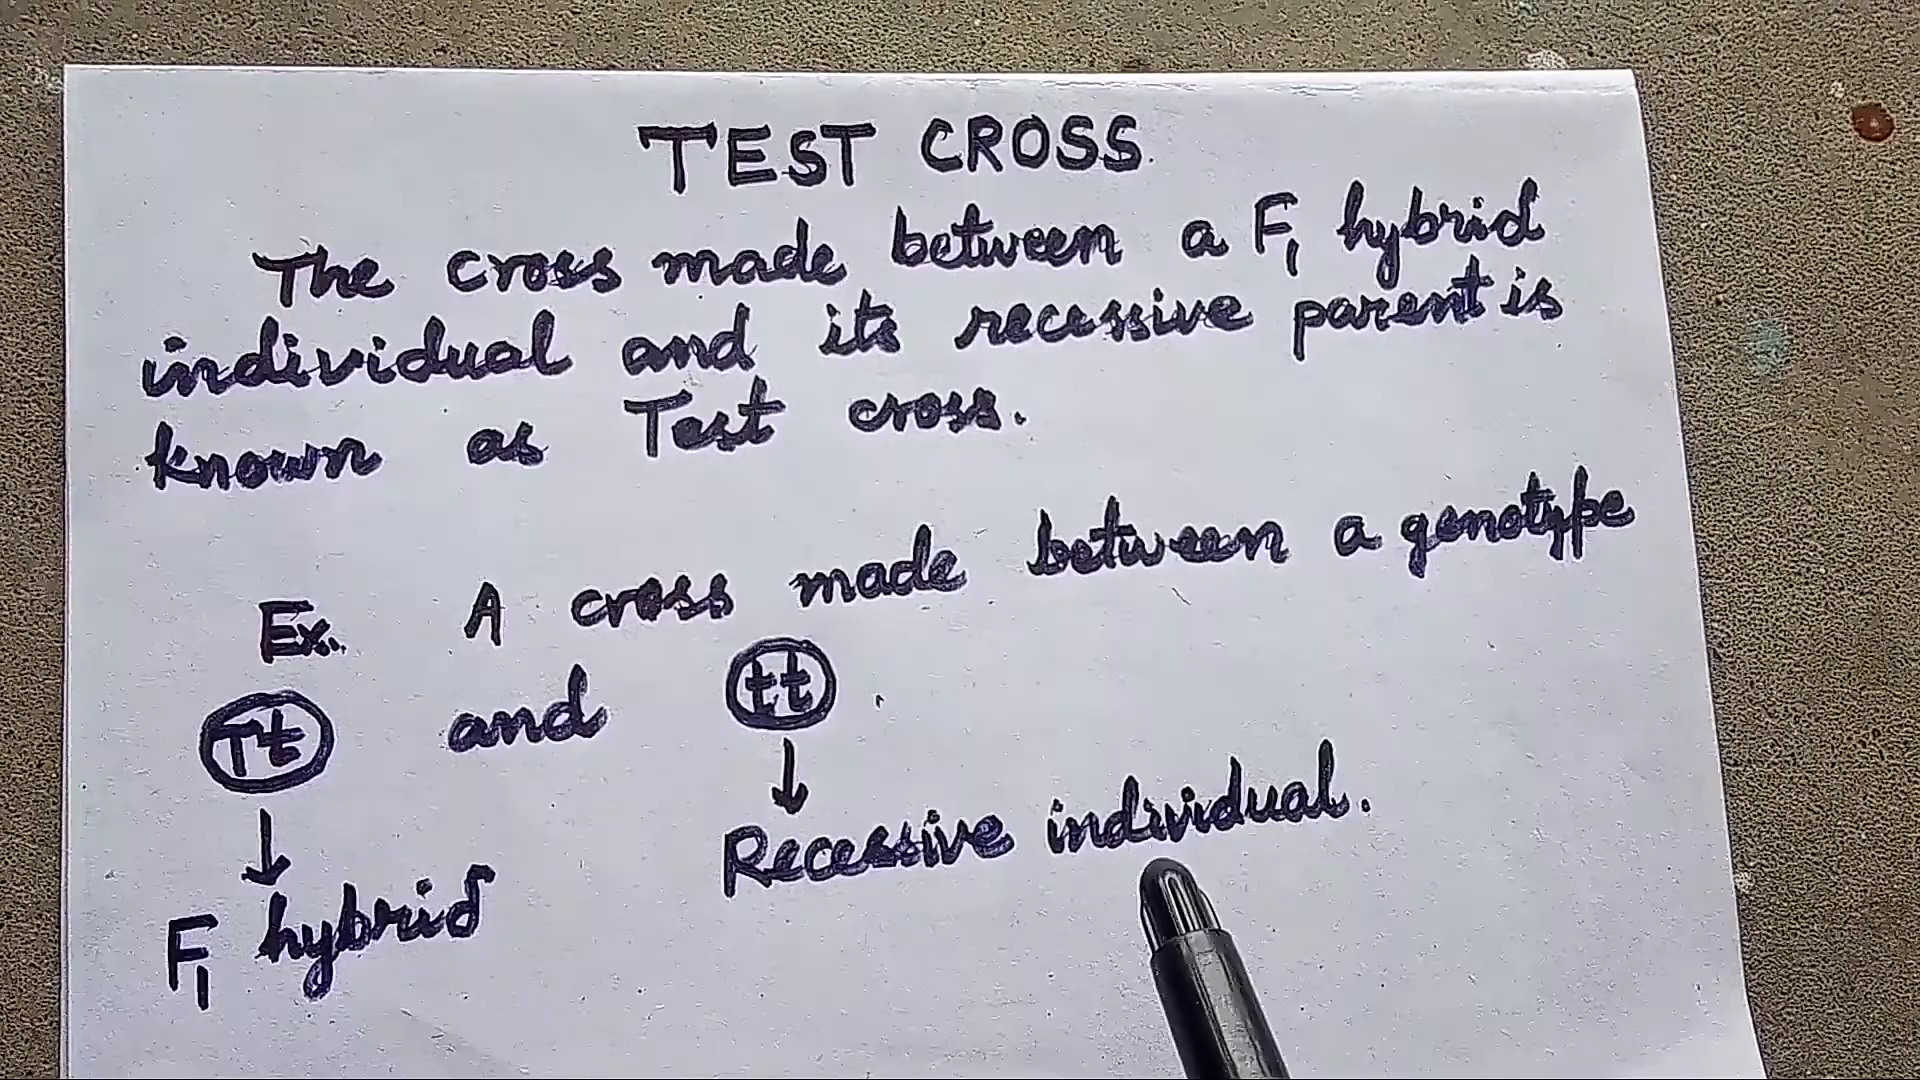 TEST CROSS
The cross made between a F₁ hybrid
individual and its recessive parent is
known as Test cross.
Ex. A cross made between a genotype
Tt and tt.
↓ ↓
F₁ hybrid Recessive individual.